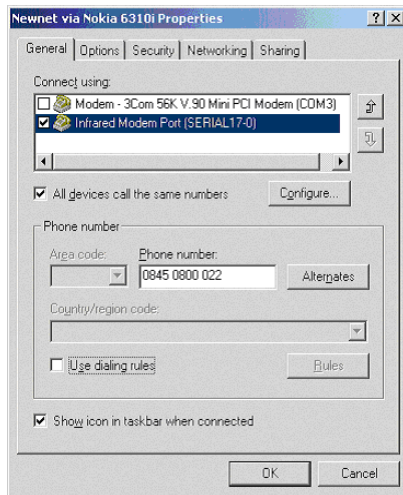 Newnet via Nokia 6310i Properties
General Options Security Networking Sharing
Connect using:
Modem - 3Com 56K V.90 Mini PCI Modem (COM3)
Infrared Modem Port (SERIAL17-0)
All devices call the same numbers
Configure...
Phone number
Area code: Phone number:
0845 0800 022
Alternates
Country/region code:
Use dialing rules
Rules
Show icon in taskbar when connected
OK Cancel